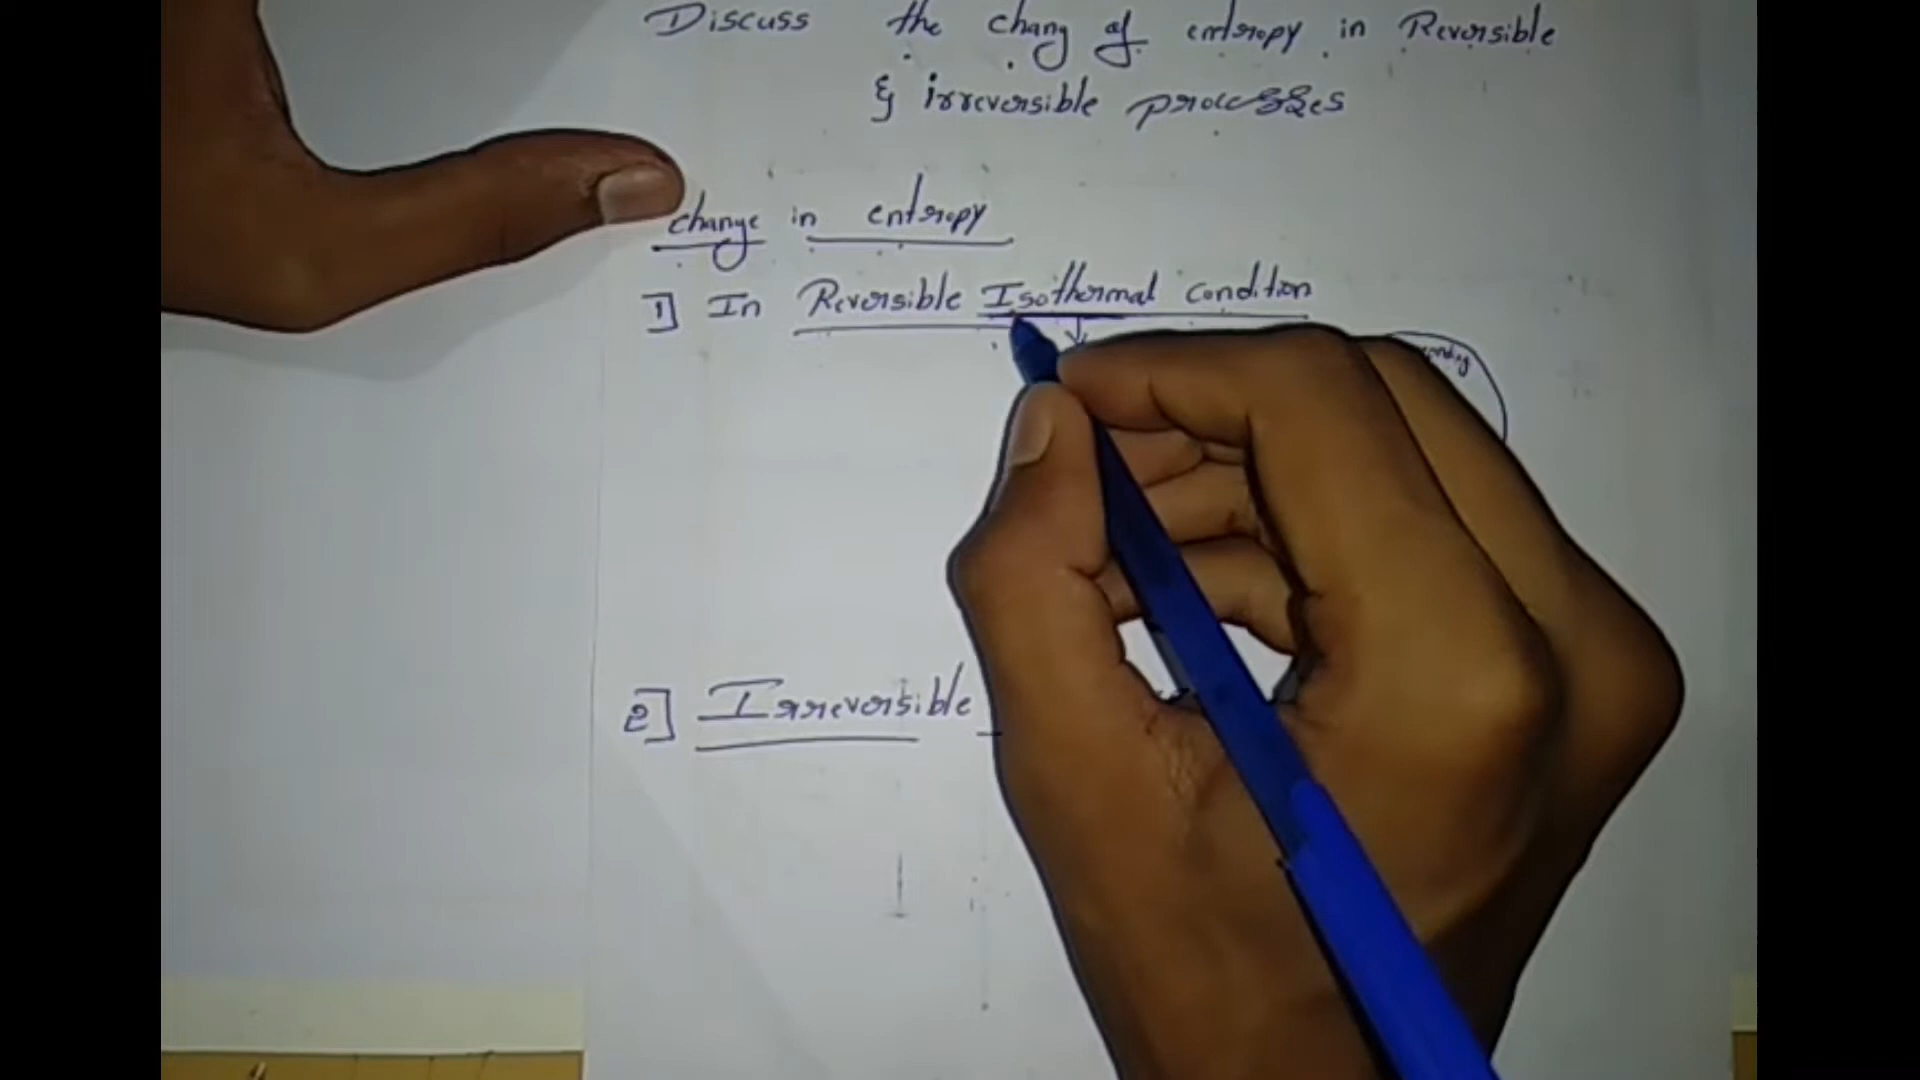 Discuss the chang of entropy in Reversible
& irreversible processes
change in entropy
1] In Reversible Isothermal condition
2] Irreversible